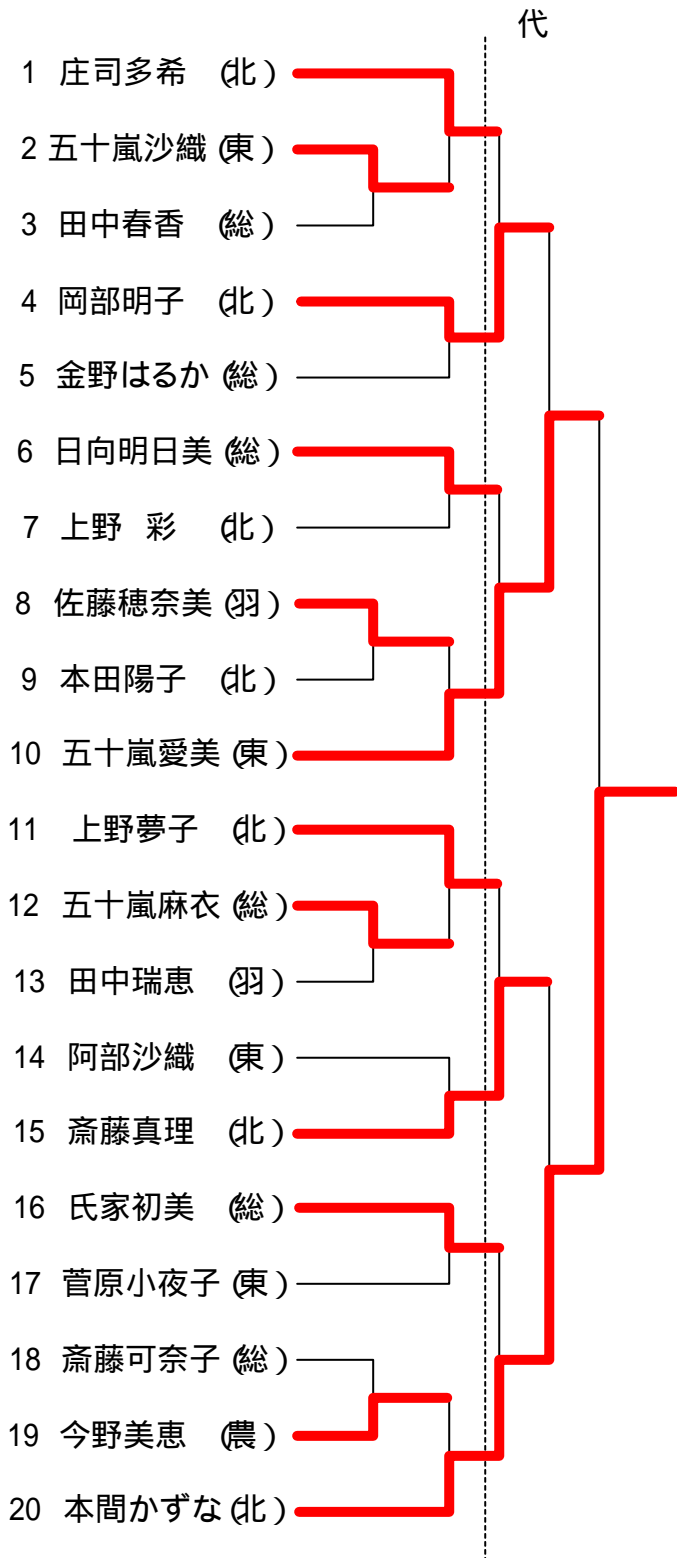 代
1 庄司多希 (北)
2 五十嵐沙織 (東)
3 田中春香 (総)
4 岡部明子 (北)
5 金野はるか (総)
6 日向明日美 (総)
7 上野 彩 (北)
8 佐藤穂奈美 (羽)
9 本田陽子 (北)
10 五十嵐愛美 (東)
11 上野夢子 (北)
12 五十嵐麻衣 (総)
13 田中瑞恵 (羽)
14 阿部沙織 (東)
15 斎藤真理 (北)
16 氏家初美 (総)
17 菅原小夜子 (東)
18 斎藤可奈子 (総)
19 今野美恵 (農)
20 本間かずな (北)